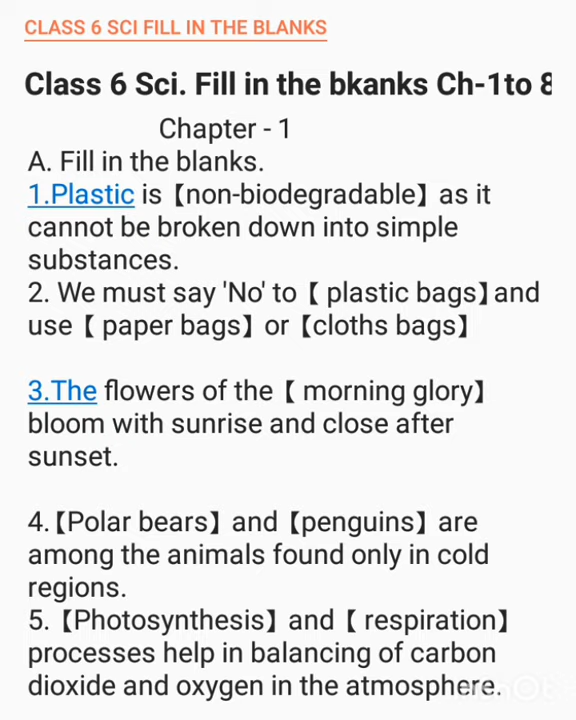 CLASS 6 SCI FILL IN THE BLANKS
Class 6 Sci. Fill in the bkanks Ch-1to 8
Chapter - 1
A. Fill in the blanks.
1.Plastic is【non-biodegradable】as it
cannot be broken down into simple
substances.
2. We must say 'No' to【 plastic bags】and
use【 paper bags】or【cloths bags】
3.The flowers of the【 morning glory】
bloom with sunrise and close after
sunset.
4.【Polar bears】and【penguins】are
among the animals found only in cold
regions.
5.【Photosynthesis】and【 respiration】
processes help in balancing of carbon
dioxide and oxygen in the atmosphere.